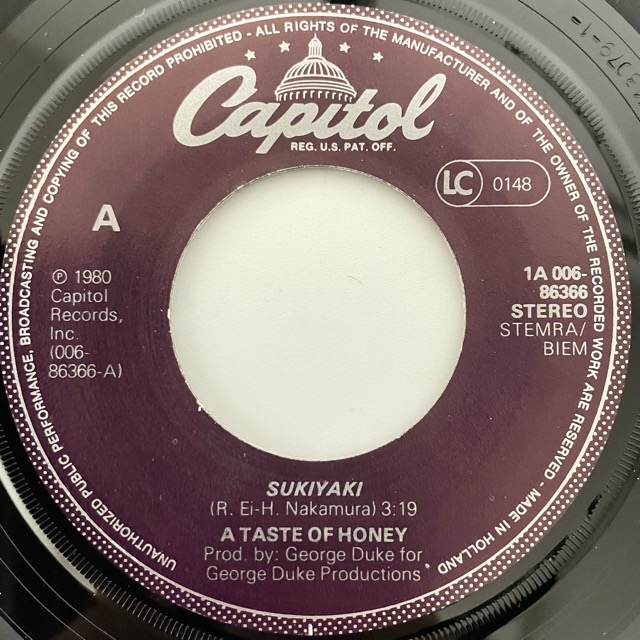 UNAUTHORIZED PUBLIC PERFORMANCE, BROADCASTING AND COPYING OF THIS RECORD PROHIBITED - ALL RIGHTS OF THE MANUFACTURER AND OF THE OWNER OF THE RECORDED WORK ARE RESERVED - MADE IN HOLLAND
Capitol
REG. U.S. PAT. OFF.
LC 0148
A
℗ 1980
Capitol
Records,
Inc.
(006-
86366-A)
1A 006-
86366
STEREO
STEMRA/
BIEM
SUKIYAKI
(R. Ei-H. Nakamura) 3:19
A TASTE OF HONEY
Prod. by: George Duke for
George Duke Productions